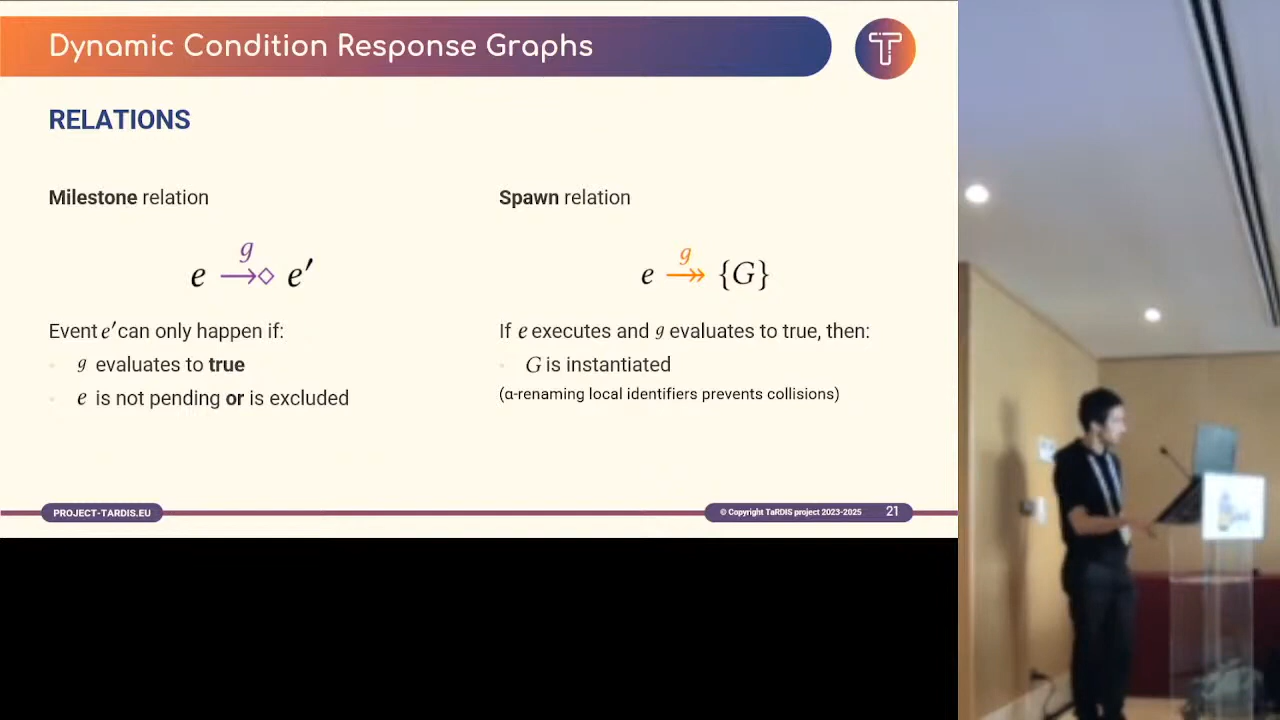 Dynamic Condition Response Graphs
T
RELATIONS
Milestone relation
e →◇ e′
g
Event e′ can only happen if:
g evaluates to true
e is not pending or is excluded
Spawn relation
e ↠ {G}
g
If e executes and g evaluates to true, then:
G is instantiated
(α-renaming local identifiers prevents collisions)
PROJECT-TARDIS.EU
© Copyright TaRDIS project 2023-2025
21